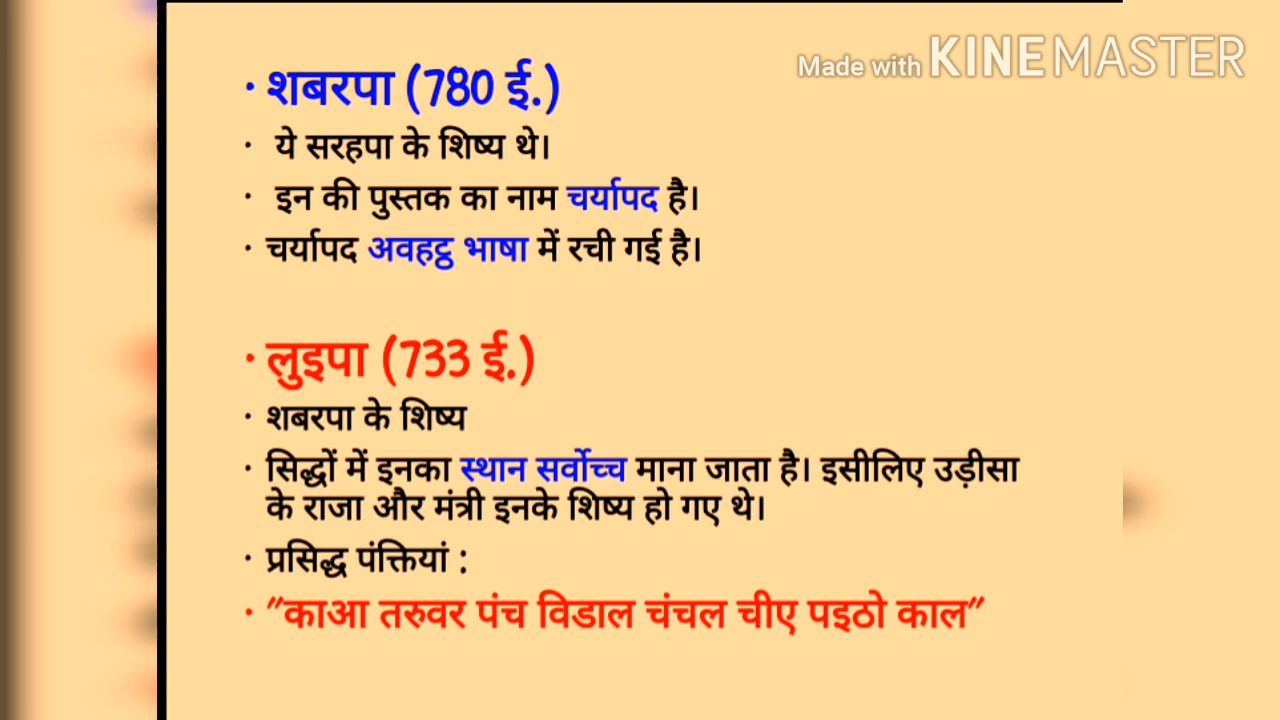 Made with KINEMASTER
· शबरपा (780 ई.)
· ये सरहपा के शिष्य थे।
· इन की पुस्तक का नाम चर्यापद है।
· चर्यापद अवहट्ठ भाषा में रची गई है।
· लुइपा (733 ई.)
· शबरपा के शिष्य
· सिद्धों में इनका स्थान सर्वोच्च माना जाता है। इसीलिए उड़ीसा
के राजा और मंत्री इनके शिष्य हो गए थे।
· प्रसिद्ध पंक्तियां :
· "काआ तरुवर पंच विडाल चंचल चीए पइठो काल"